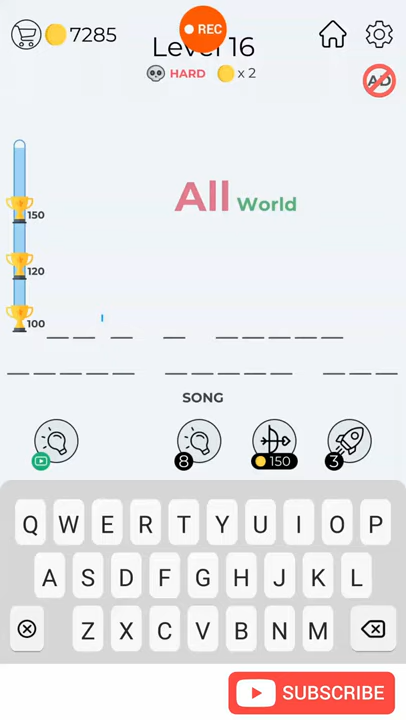 7285
REC
Level 16
HARD
x 2
AD
All World
150
120
100
SONG
8
150
3
Q W E R T Y U I O P
A S D F G H J K L
Z X C V B N M
SUBSCRIBE